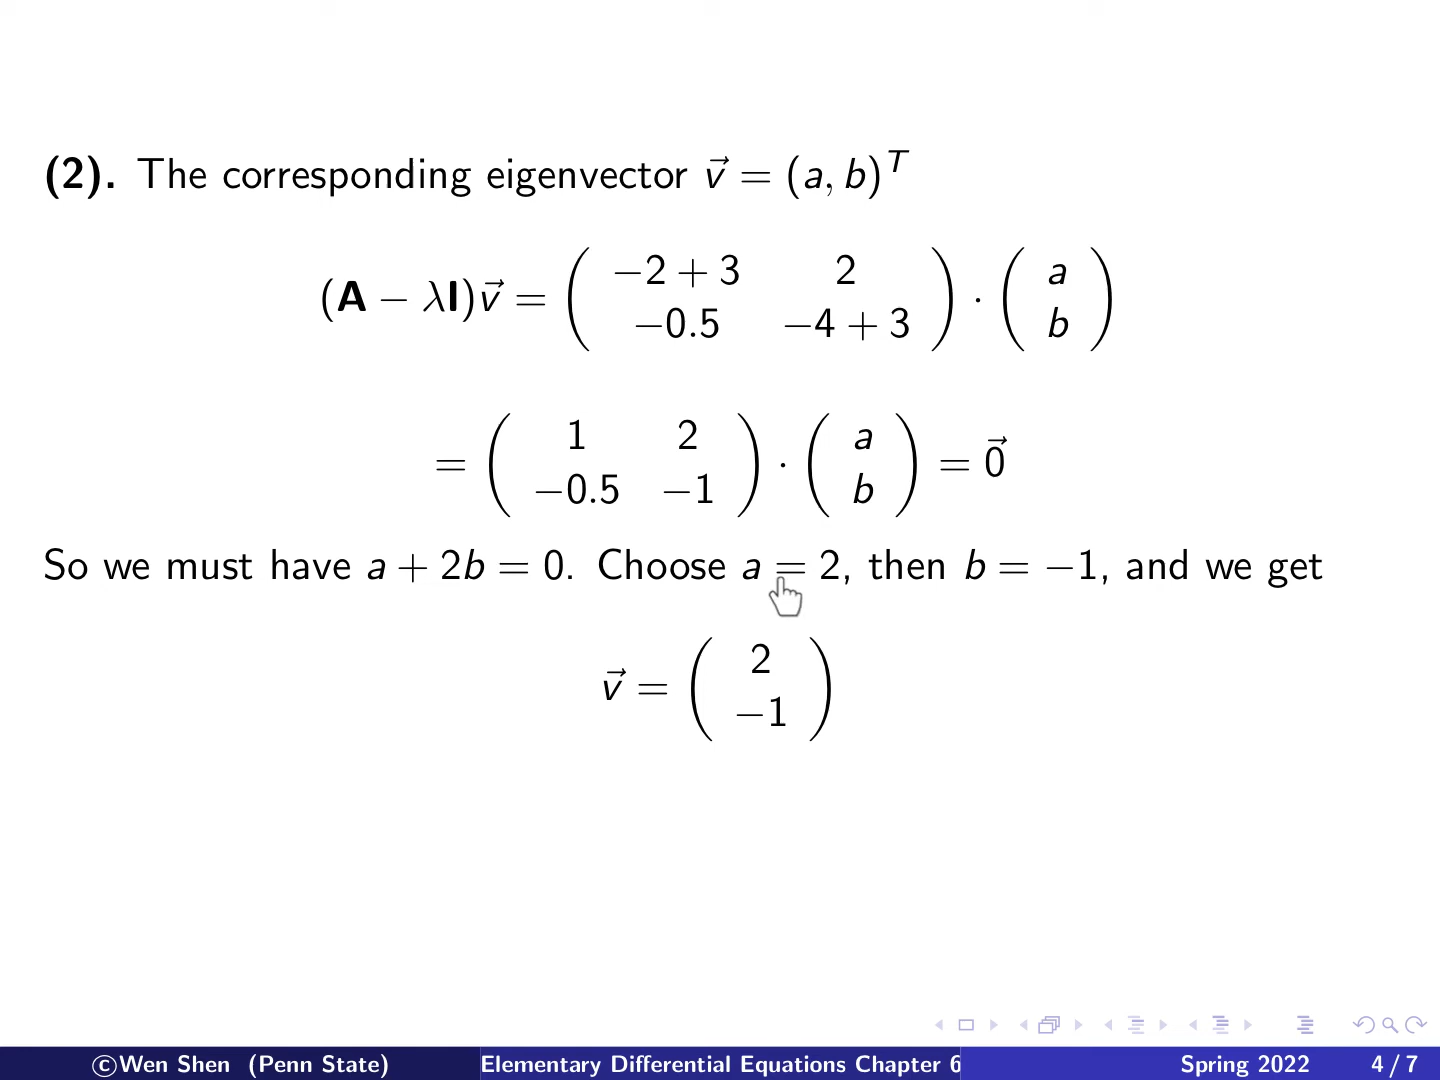 (2). The corresponding eigenvector v⃗ = (a, b)^T
(A − λI)v⃗ = ( −2 + 3 2 ; −0.5 −4 + 3 ) · ( a ; b )
= ( 1 2 ; −0.5 −1 ) · ( a ; b ) = 0⃗
So we must have a + 2b = 0. Choose a = 2, then b = −1, and we get
v⃗ = ( 2 ; −1 )
©Wen Shen (Penn State) Elementary Differential Equations Chapter 6 Spring 2022 4 / 7